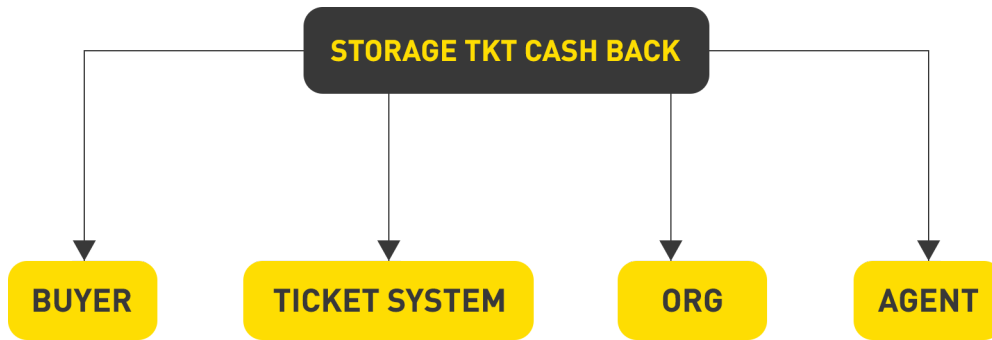 STORAGE TKT CASH BACK
BUYER
TICKET SYSTEM
ORG
AGENT